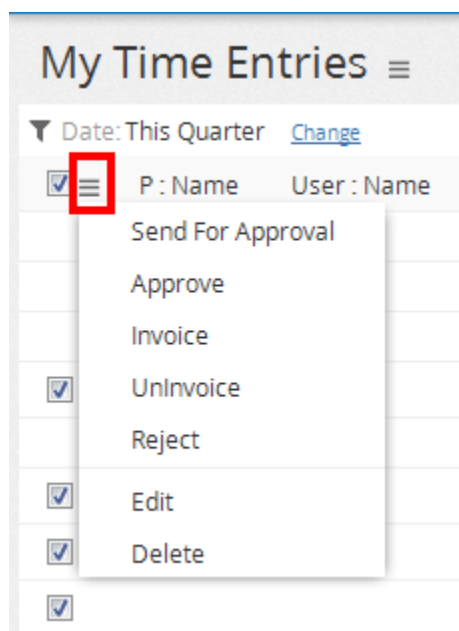 My Time Entries
Date: This Quarter Change
P : Name User : Name
Send For Approval
Approve
Invoice
UnInvoice
Reject
Edit
Delete